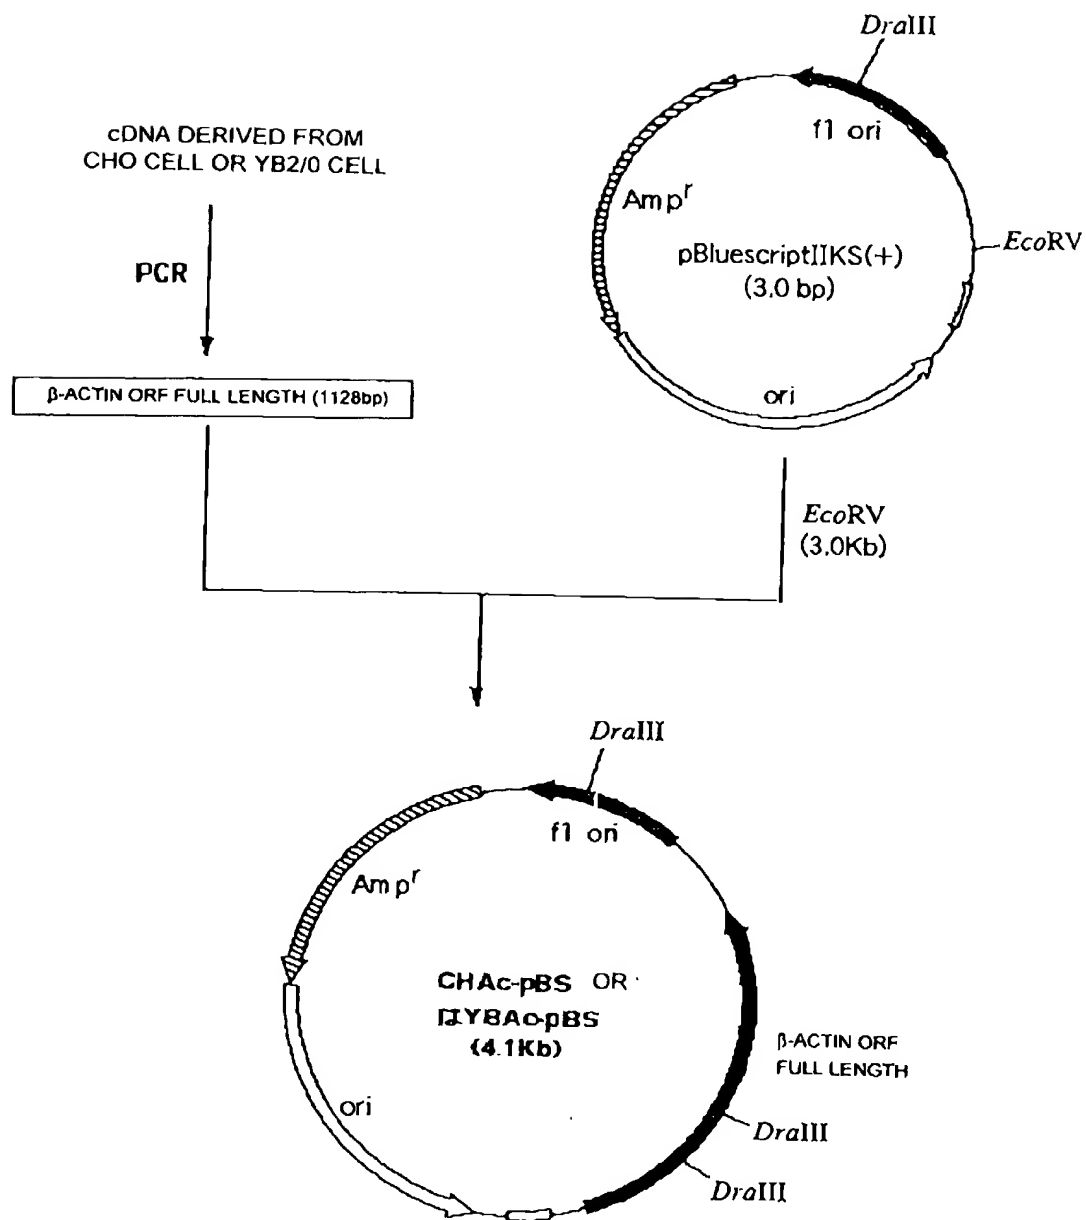 DraIII
cDNA DERIVED FROM
CHO CELL OR YB2/0 CELL
f1 ori
Ampʳ
EcoRV
PCR
pBluescriptIIKS(+)
(3.0 bp)
β-ACTIN ORF FULL LENGTH (1128bp)
ori
EcoRV
(3.0Kb)
DraIII
f1 ori
Ampʳ
CHAc-pBS OR
YBAc-pBS
(4.1Kb)
β-ACTIN ORF
FULL LENGTH
ori
DraIII
DraIII